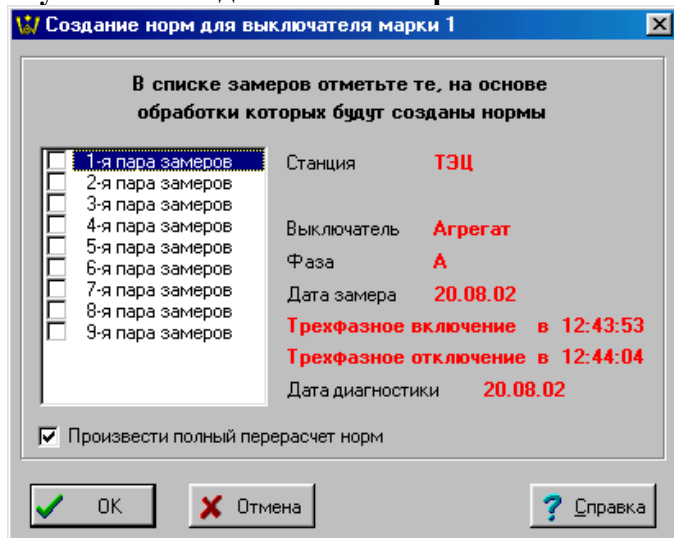 Создание норм для выключателя марки 1
В списке замеров отметьте те, на основе
обработки которых будут созданы нормы
1-я пара замеров
2-я пара замеров
3-я пара замеров
4-я пара замеров
5-я пара замеров
6-я пара замеров
7-я пара замеров
8-я пара замеров
9-я пара замеров
Станция ТЭЦ
Выключатель Агрегат
Фаза А
Дата замера 20.08.02
Трехфазное включение в 12:43:53
Трехфазное отключение в 12:44:04
Дата диагностики 20.08.02
Произвести полный перерасчет норм
OK Отмена ? Справка